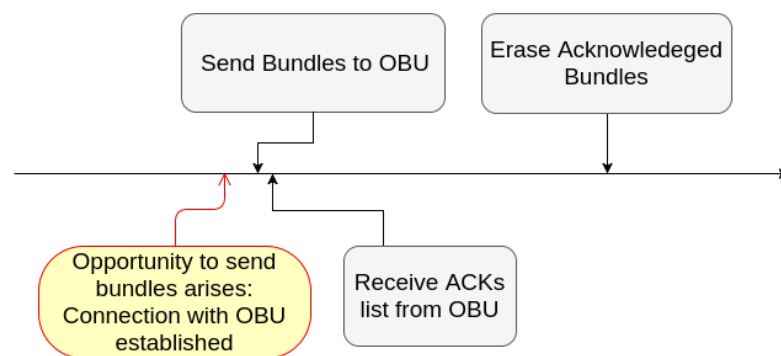 Send Bundles to OBU
Erase Acknowledeged
Bundles
Opportunity to send
bundles arises:
Connection with OBU
established
Receive ACKs
list from OBU